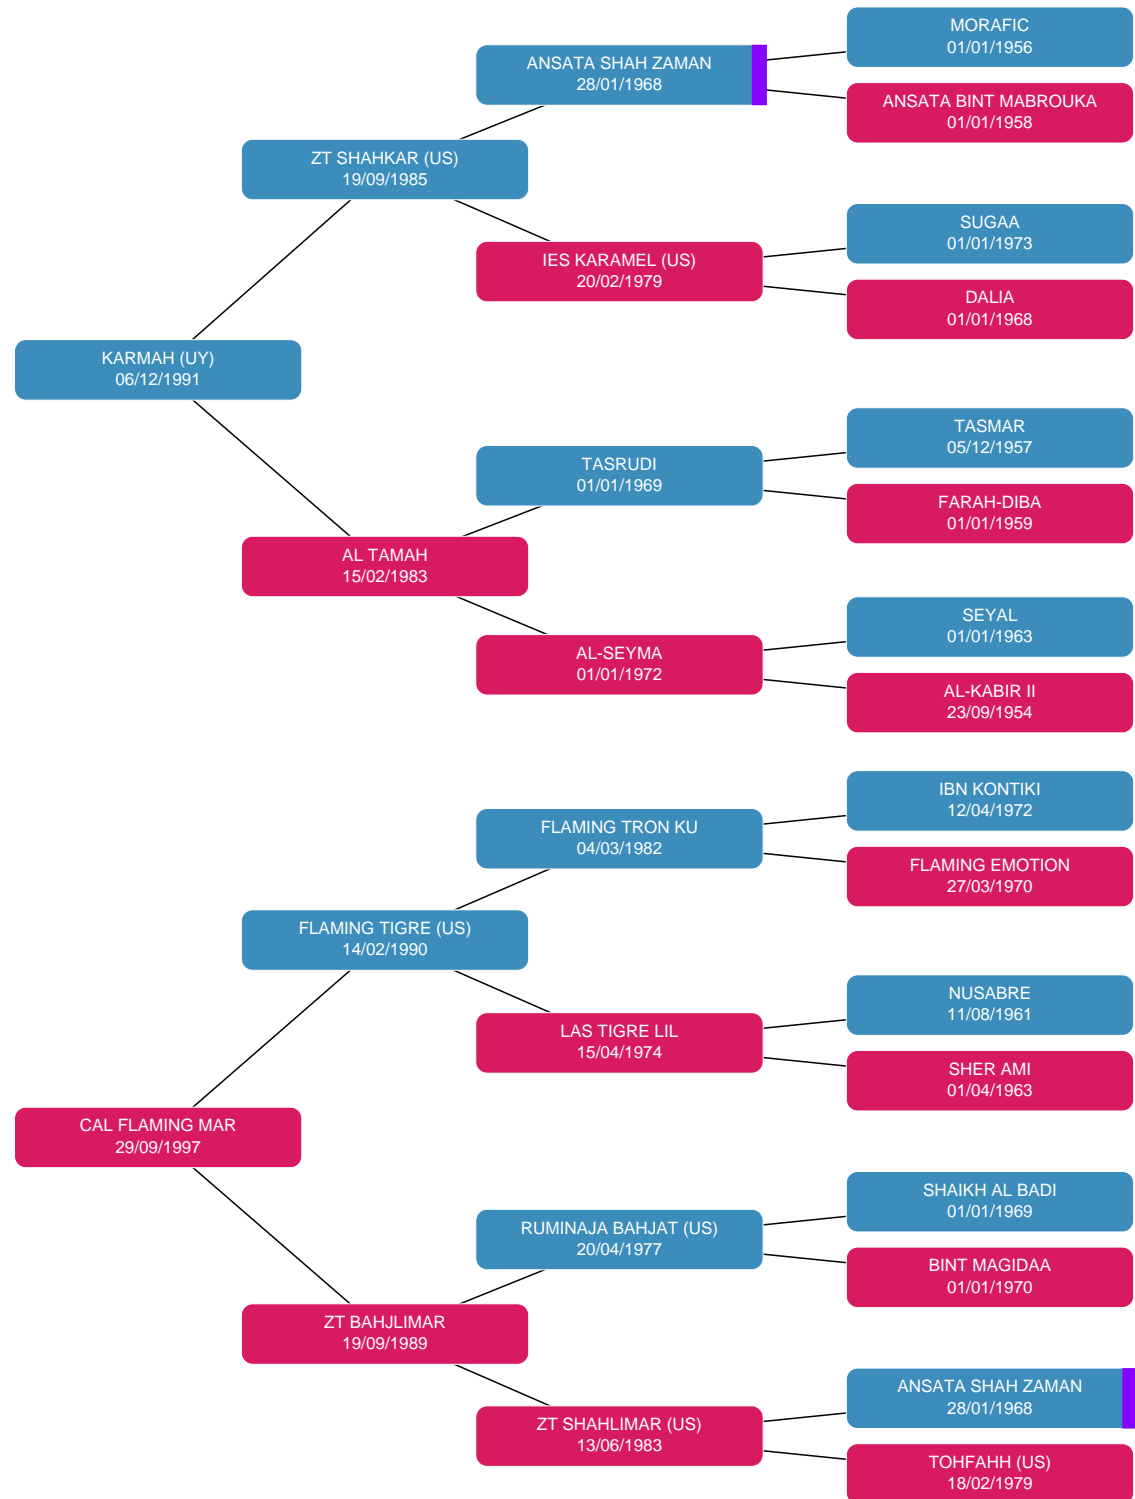 MORAFIC
01/01/1956
ANSATA SHAH ZAMAN
28/01/1968
ANSATA BINT MABROUKA
01/01/1958
ZT SHAHKAR (US)
19/09/1985
SUGAA
01/01/1973
IES KARAMEL (US)
20/02/1979
DALIA
01/01/1968
KARMAH (UY)
06/12/1991
TASMAR
05/12/1957
TASRUDI
01/01/1969
FARAH-DIBA
01/01/1959
AL TAMAH
15/02/1983
SEYAL
01/01/1963
AL-SEYMA
01/01/1972
AL-KABIR II
23/09/1954
IBN KONTIKI
12/04/1972
FLAMING TRON KU
04/03/1982
FLAMING EMOTION
27/03/1970
FLAMING TIGRE (US)
14/02/1990
NUSABRE
11/08/1961
LAS TIGRE LIL
15/04/1974
SHER AMI
01/04/1963
CAL FLAMING MAR
29/09/1997
SHAIKH AL BADI
01/01/1969
RUMINAJA BAHJAT (US)
20/04/1977
BINT MAGIDAA
01/01/1970
ZT BAHJLIMAR
19/09/1989
ANSATA SHAH ZAMAN
28/01/1968
ZT SHAHLIMAR (US)
13/06/1983
TOHFAHH (US)
18/02/1979